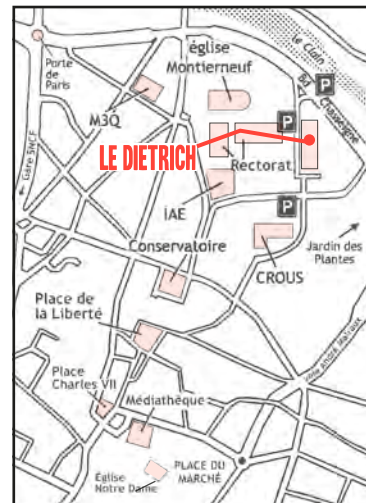 Le Clain
P
Bd Chasseigne
église
Montierneuf
Porte
de
Paris
M3Q
P
LE DIETRICH
Rectorat
Gare SNCF
IAE
P
Conservatoire
CROUS
Jardin des
Plantes
Place de
la Liberté
Place
Charles VII
Médiathèque
Église
Notre Dame
PLACE DU
MARCHÉ
André Malraux